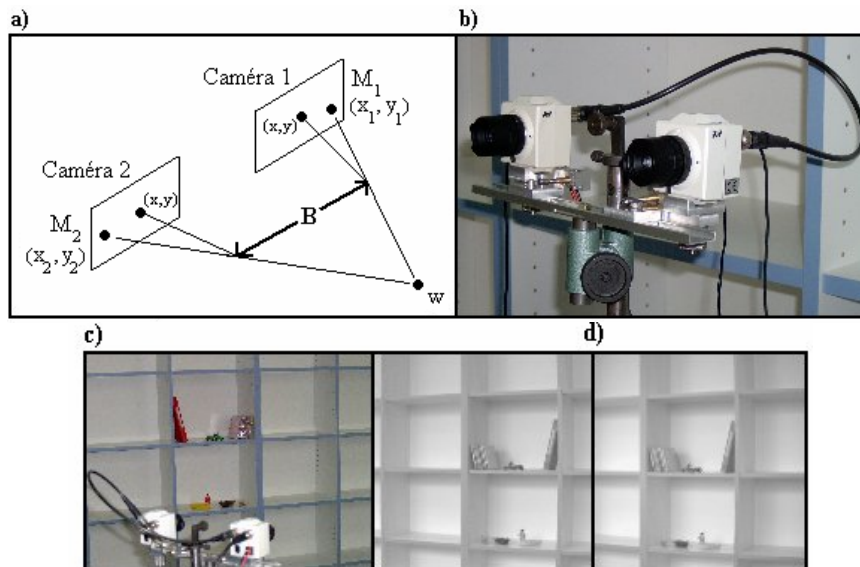 a)
b)
Caméra 1
M1
(x,y)
(x1, y1)
Caméra 2
(x,y)
M2
(x2, y2)
B
w
c)
d)